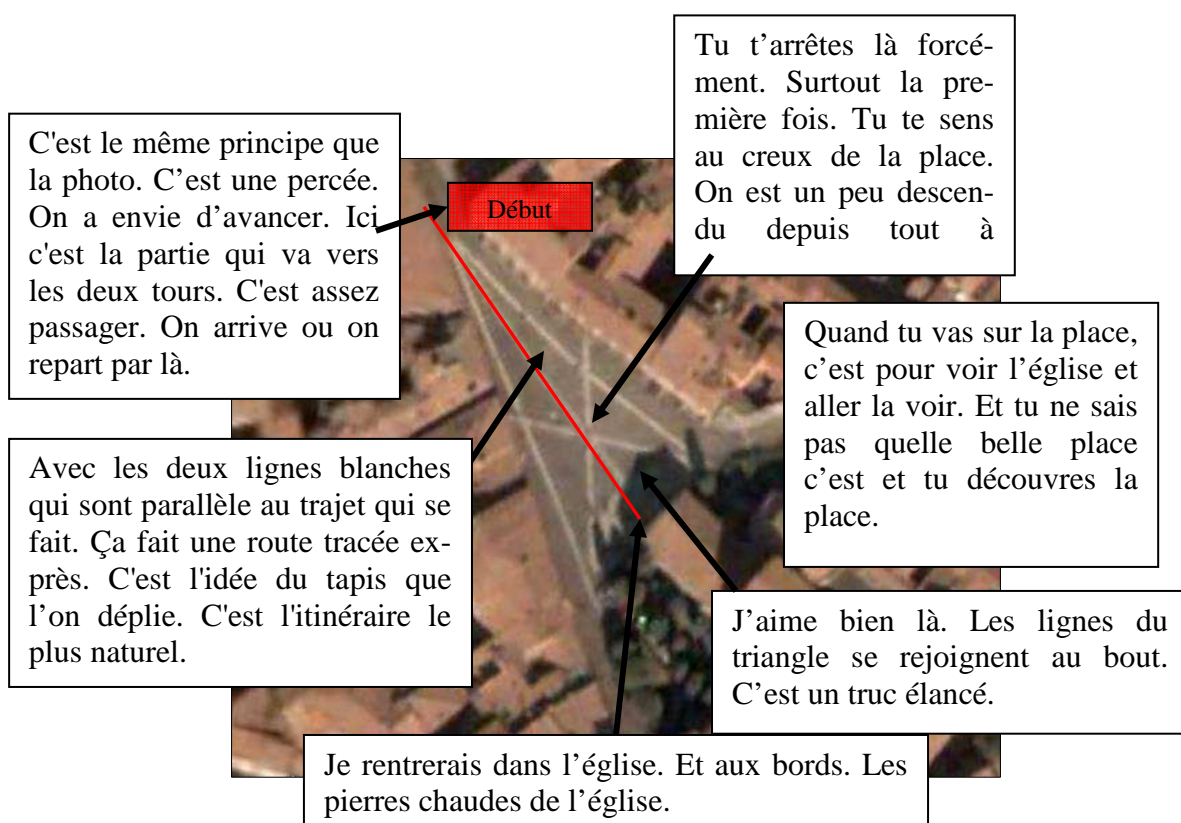 Tu t'arrêtes là forcé-
ment. Surtout la pre-
mière fois. Tu te sens
au creux de la place.
On est un peu descen-
du depuis tout à
C'est le même principe que
la photo. C’est une percée.
On a envie d’avancer. Ici
c'est la partie qui va vers
les deux tours. C'est assez
passager. On arrive ou on
repart par là.
Début
Quand tu vas sur la place,
c’est pour voir l’église et
aller la voir. Et tu ne sais
pas quelle belle place
c’est et tu découvres la
place.
Avec les deux lignes blanches
qui sont parallèle au trajet qui se
fait. Ça fait une route tracée ex-
près. C'est l'idée du tapis que
l’on déplie. C'est l'itinéraire le
plus naturel.
J’aime bien là. Les lignes du
triangle se rejoignent au bout.
C’est un truc élancé.
Je rentrerais dans l’église. Et aux bords. Les
pierres chaudes de l’église.